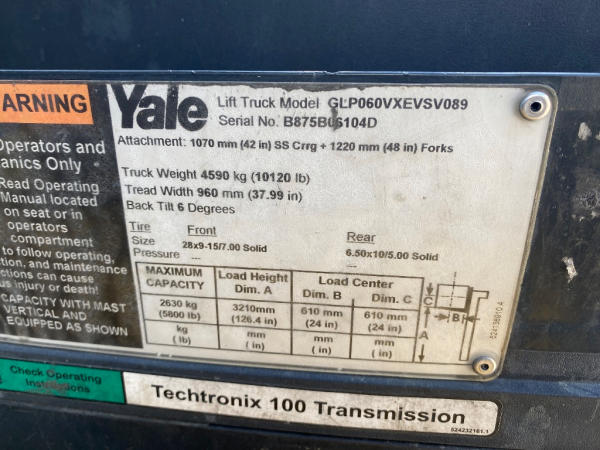 ARNING
Operators and
anics Only
Read Operating
Manual located
on seat or in
operators
compartment
to follow operating,
tion, and maintenance
ctions can cause
us injury or death!
CAPACITY WITH MAST
VERTICAL AND
EQUIPPED AS SHOWN
Yale
Lift Truck Model GLP060VXEVSV089
Serial No. B875B06104D
Attachment: 1070 mm (42 in) SS Crrg + 1220 mm (48 in) Forks
Truck Weight 4590 kg (10120 lb)
Tread Width 960 mm (37.99 in)
Back Tilt 6 Degrees
Tire Front Rear
Size 28x9-15/7.00 Solid 6.50x10/5.00 Solid
Pressure --- ---
MAXIMUM CAPACITY Load Height Dim. A Load Center Dim. B Dim. C
2630 kg (5800 lb) 3210mm (126.4 in) 610 mm (24 in) 610 mm (24 in)
kg (lb) mm ( in) mm ( in) mm ( in)
C
B
A
524138910 A
Check Operating
Instructions
Techtronix 100 Transmission
524232161.1